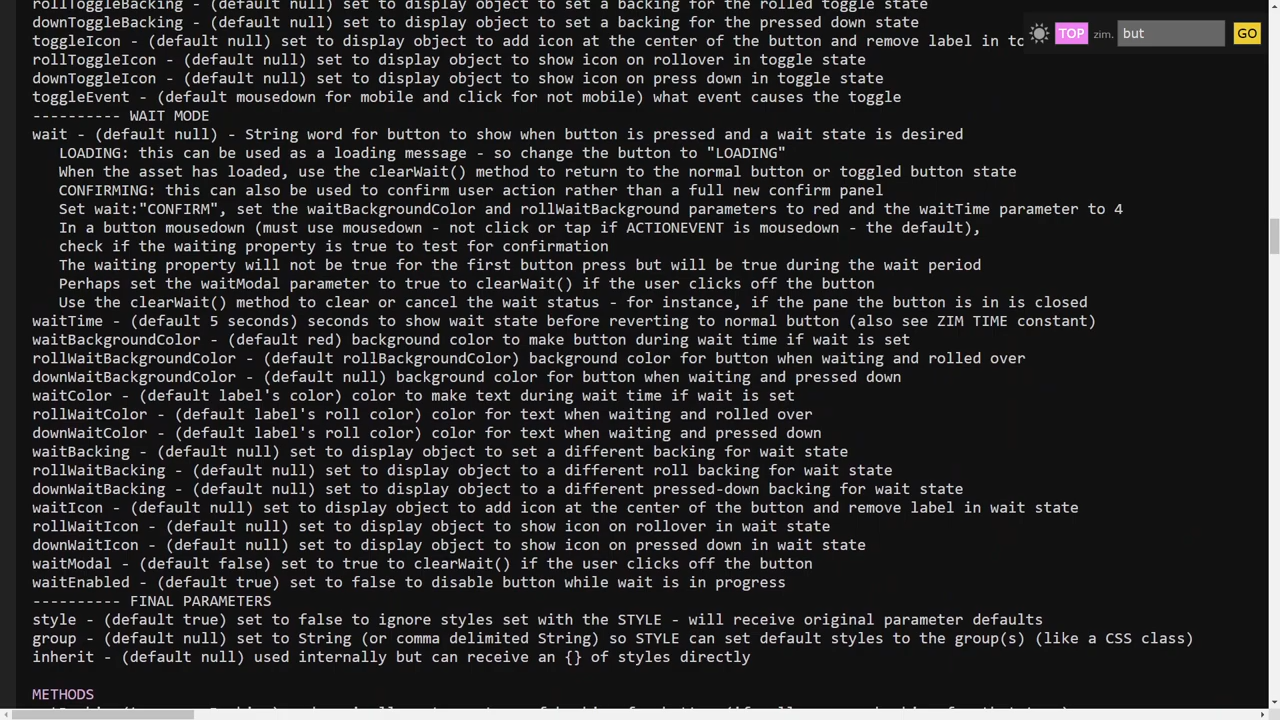 rollToggleBacking - (default null) set to display object to set a backing for the rolled toggle state
downToggleBacking - (default null) set to display object to set a backing for the pressed down state
toggleIcon - (default null) set to display object to add icon at the center of the button and remove label in to
rollToggleIcon - (default null) set to display object to show icon on rollover in toggle state
downToggleIcon - (default null) set to display object to show icon on press down in toggle state
toggleEvent - (default mousedown for mobile and click for not mobile) what event causes the toggle
TOP zim. but GO
---------- WAIT MODE
wait - (default null) - String word for button to show when button is pressed and a wait state is desired
LOADING: this can be used as a loading message - so change the button to "LOADING"
When the asset has loaded, use the clearWait() method to return to the normal button or toggled button state
CONFIRMING: this can also be used to confirm user action rather than a full new confirm panel
Set wait:"CONFIRM", set the waitBackgroundColor and rollWaitBackground parameters to red and the waitTime parameter to 4
In a button mousedown (must use mousedown - not click or tap if ACTIONEVENT is mousedown - the default),
check if the waiting property is true to test for confirmation
The waiting property will not be true for the first button press but will be true during the wait period
Perhaps set the waitModal parameter to true to clearWait() if the user clicks off the button
Use the clearWait() method to clear or cancel the wait status - for instance, if the pane the button is in is closed
waitTime - (default 5 seconds) seconds to show wait state before reverting to normal button (also see ZIM TIME constant)
waitBackgroundColor - (default red) background color to make button during wait time if wait is set
rollWaitBackgroundColor - (default rollBackgroundColor) background color for button when waiting and rolled over
downWaitBackgroundColor - (default null) background color for button when waiting and pressed down
waitColor - (default label's color) color to make text during wait time if wait is set
rollWaitColor - (default label's roll color) color for text when waiting and rolled over
downWaitColor - (default label's roll color) color for text when waiting and pressed down
waitBacking - (default null) set to display object to set a different backing for wait state
rollWaitBacking - (default null) set to display object to a different roll backing for wait state
downWaitBacking - (default null) set to display object to a different pressed-down backing for wait state
waitIcon - (default null) set to display object to add icon at the center of the button and remove label in wait state
rollWaitIcon - (default null) set to display object to show icon on rollover in wait state
downWaitIcon - (default null) set to display object to show icon on pressed down in wait state
waitModal - (default false) set to true to clearWait() if the user clicks off the button
waitEnabled - (default true) set to false to disable button while wait is in progress
---------- FINAL PARAMETERS
style - (default true) set to false to ignore styles set with the STYLE - will receive original parameter defaults
group - (default null) set to String (or comma delimited String) so STYLE can set default styles to the group(s) (like a CSS class)
inherit - (default null) used internally but can receive an {} of styles directly
METHODS